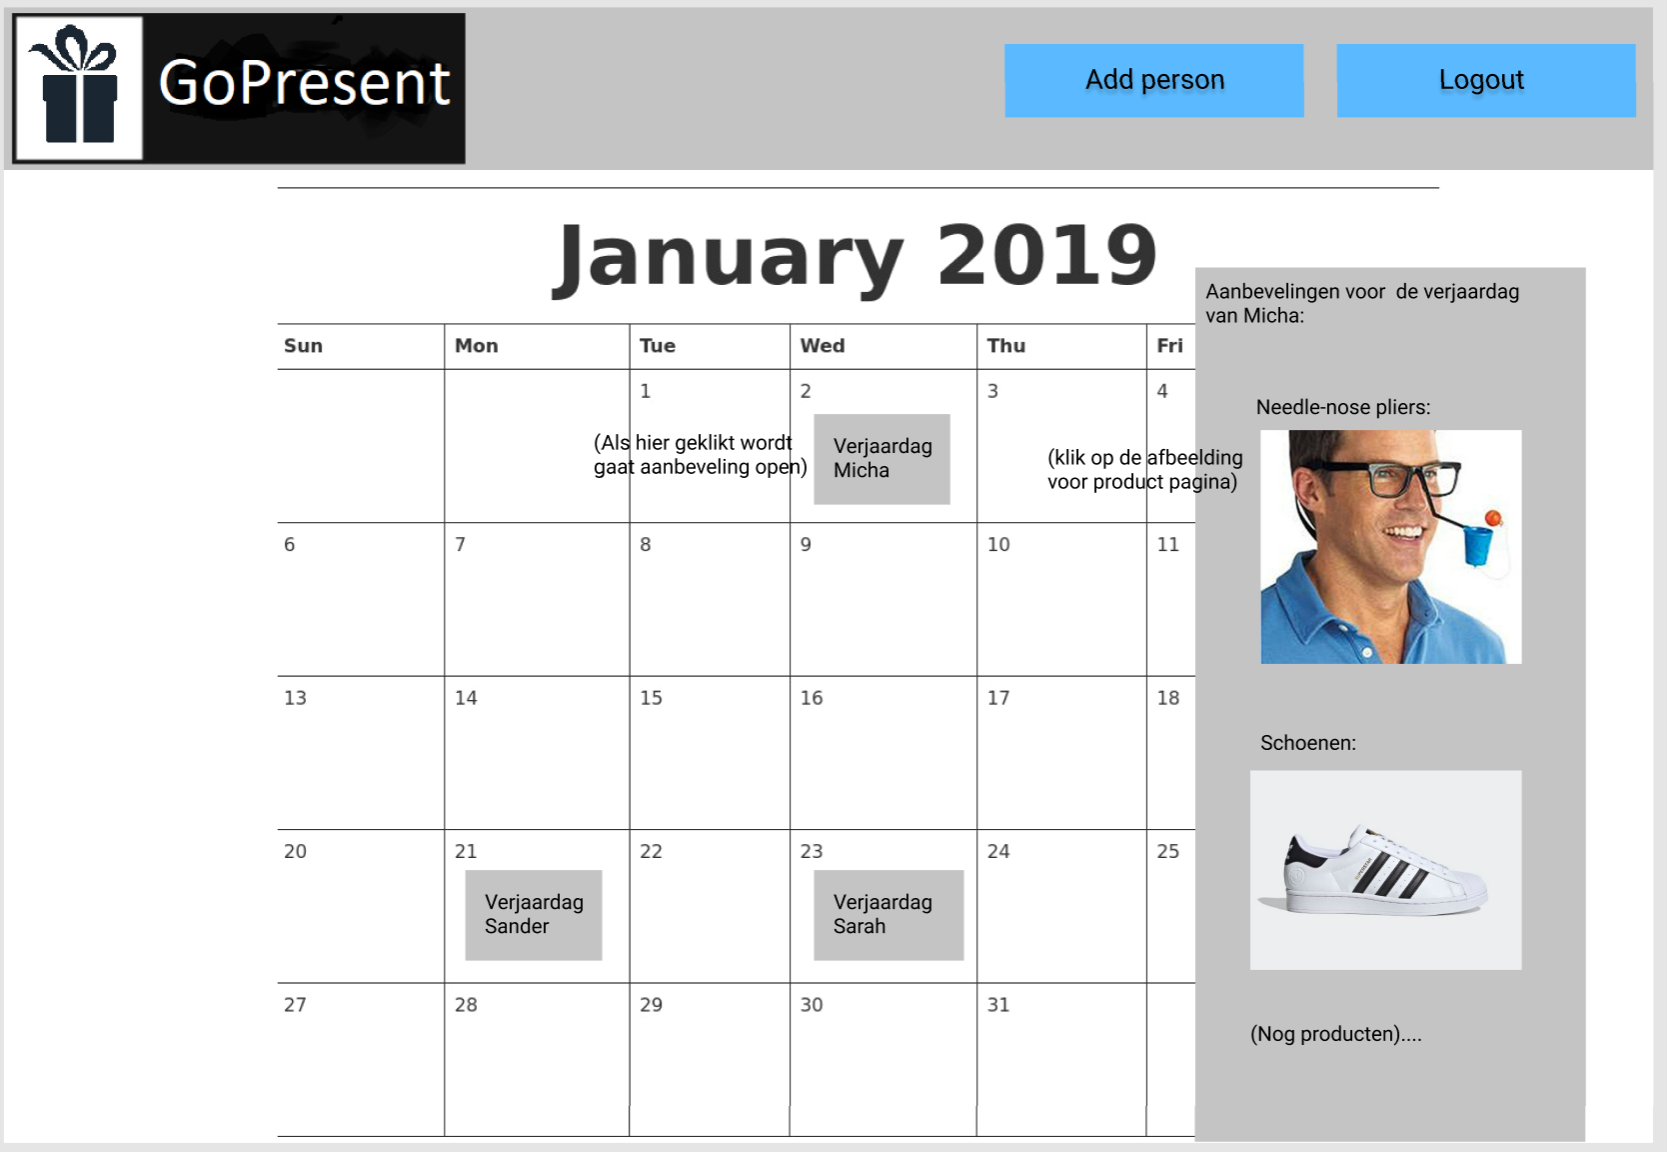 GoPresent
Add person
Logout
January 2019
Aanbevelingen voor  de verjaardag
van Micha:
Sun Mon Tue Wed Thu Fri
1 2 3 4
(Als hier geklikt wordt
gaat aanbeveling open)
Verjaardag
Micha
(klik op de afbeelding
voor product pagina)
Needle-nose pliers:
6 7 8 9 10 11
13 14 15 16 17 18
Schoenen:
20 21 22 23 24 25
Verjaardag
Sander
Verjaardag
Sarah
27 28 29 30 31
(Nog producten)....